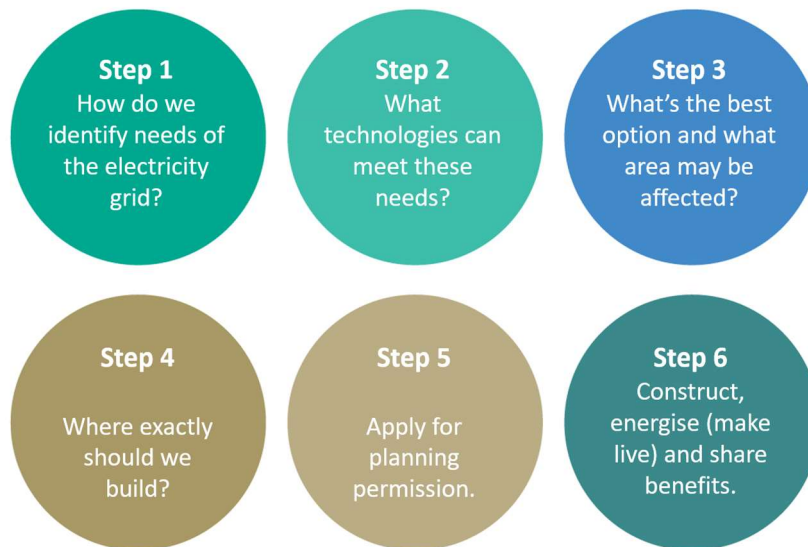 Step 1
How do we
identify needs of
the electricity
grid?
Step 2
What
technologies can
meet these
needs?
Step 3
What's the best
option and what
area may be
affected?
Step 4
Where exactly
should we
build?
Step 5
Apply for
planning
permission.
Step 6
Construct,
energise (make
live) and share
benefits.